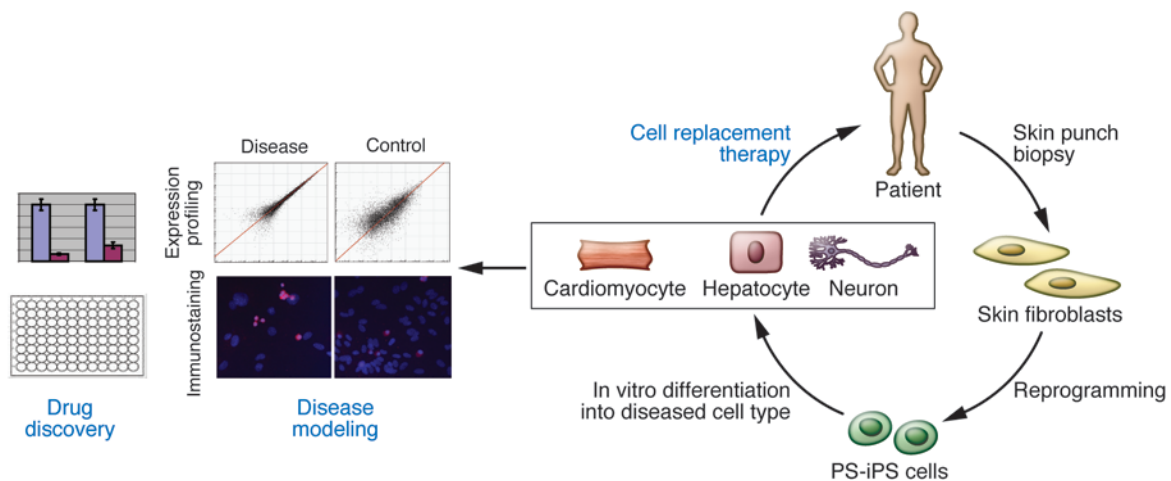 Disease
Control
Expression
profiling
Immunostaining
Drug
discovery
Disease
modeling
Cell replacement
therapy
Patient
Skin punch
biopsy
Cardiomyocyte
Hepatocyte
Neuron
Skin fibroblasts
In vitro differentiation
into diseased cell type
Reprogramming
PS-iPS cells